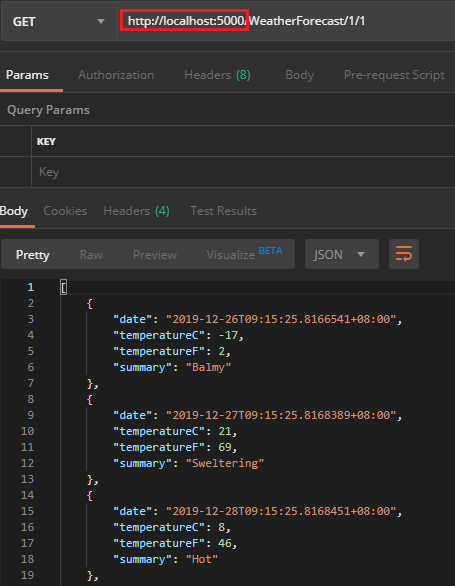 GET http://localhost:5000/WeatherForecast/1/1
Params Authorization Headers (8) Body Pre-request Script
Query Params
KEY
Key
Body Cookies Headers (4) Test Results
Pretty Raw Preview Visualize BETA JSON
1 [
2 {
3 "date": "2019-12-26T09:15:25.8166541+08:00",
4 "temperatureC": -17,
5 "temperatureF": 2,
6 "summary": "Balmy"
7 },
8 {
9 "date": "2019-12-27T09:15:25.8168389+08:00",
10 "temperatureC": 21,
11 "temperatureF": 69,
12 "summary": "Sweltering"
13 },
14 {
15 "date": "2019-12-28T09:15:25.8168451+08:00",
16 "temperatureC": 8,
17 "temperatureF": 46,
18 "summary": "Hot"
19 },